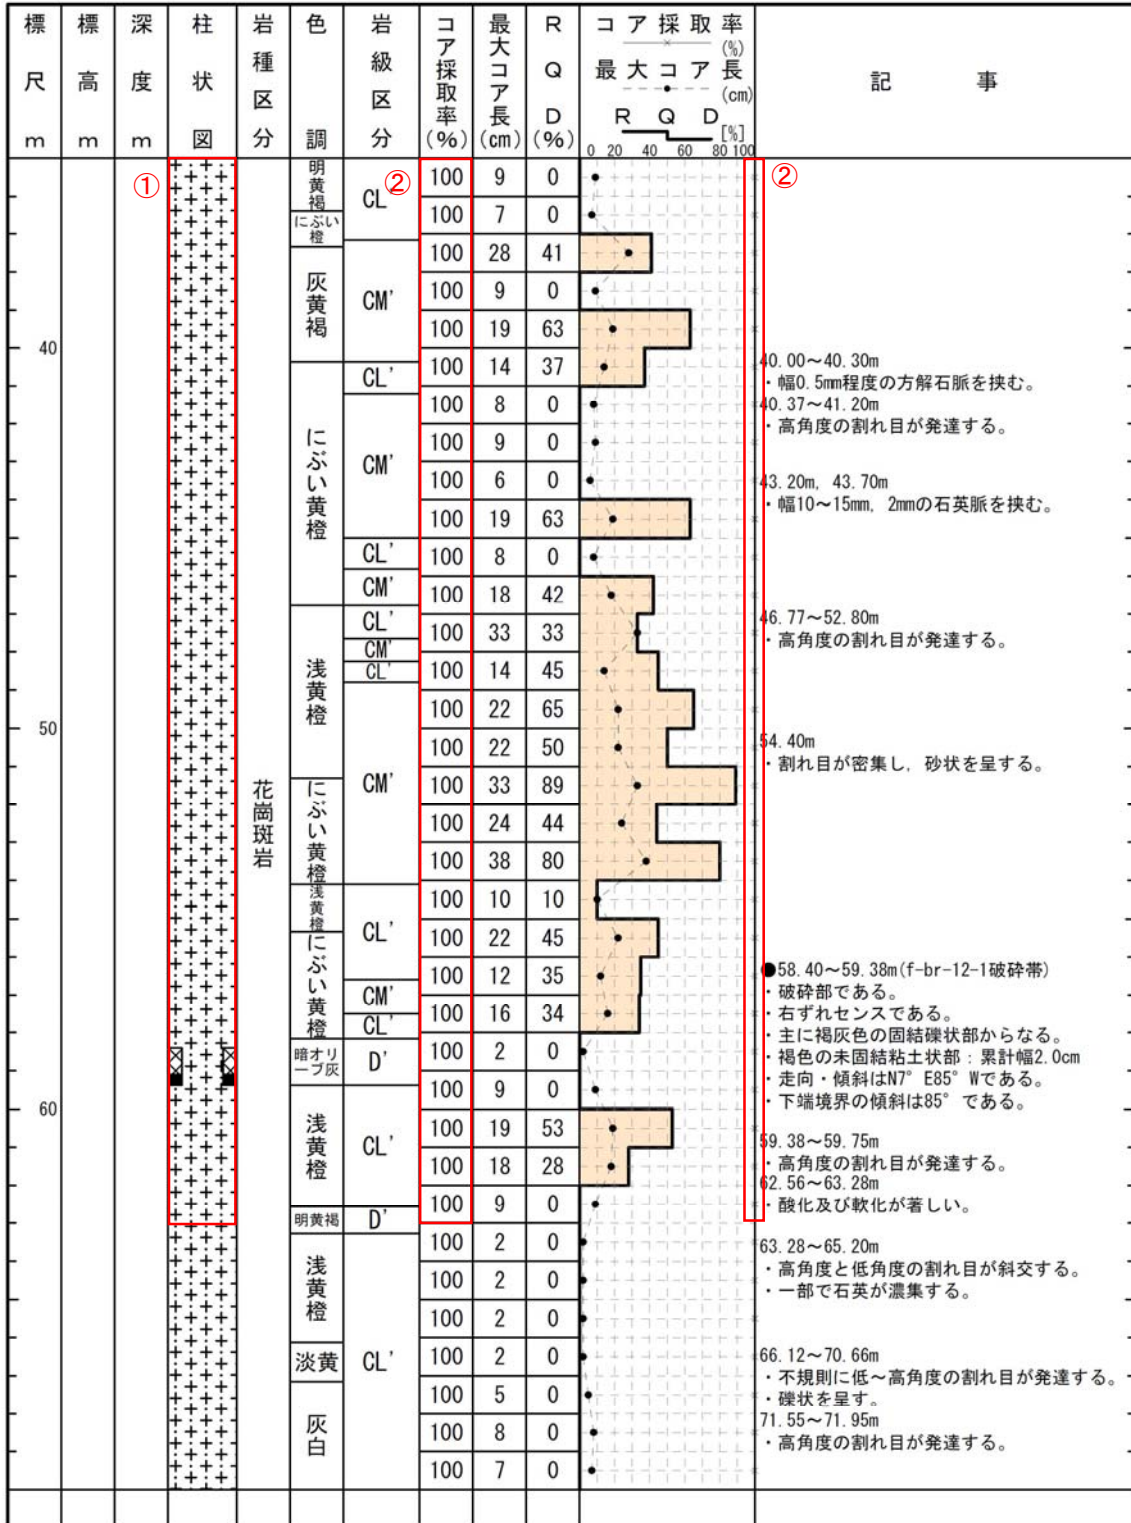 標尺m
標高m
深度m
柱状図
岩種区分
色調
岩級区分
コア採取率(%)
最大コア長(cm)
RQD(%)
コア採取率(%)
最大コア長(cm)
RQD[%]
0 20 40 60 80 100
記事
①
②
②
40
50
60
花崗斑岩
明黄褐
にぶい橙
灰黄褐
にぶい黄橙
浅黄橙
にぶい黄橙
浅黄橙
にぶい黄橙
暗オリーブ灰
浅黄橙
明黄褐
浅黄橙
淡黄
灰白
CL'
CM'
CL'
CM'
CL'
CM'
CL'
CM'
CL'
CM'
CL'
CM'
CL'
D'
CL'
D'
CL'
100 9 0
100 7 0
100 28 41
100 9 0
100 19 63
100 14 37
100 8 0
100 9 0
100 6 0
100 19 63
100 8 0
100 18 42
100 33 33
100 14 45
100 22 65
100 22 50
100 33 89
100 24 44
100 38 80
100 10 10
100 22 45
100 12 35
100 16 34
100 2 0
100 9 0
100 19 53
100 18 28
100 9 0
100 2 0
100 2 0
100 2 0
100 2 0
100 5 0
100 8 0
100 7 0
40.00～40.30m
・幅0.5mm程度の方解石脈を挟む。
40.37～41.20m
・高角度の割れ目が発達する。
43.20m, 43.70m
・幅10～15mm, 2mmの石英脈を挟む。
46.77～52.80m
・高角度の割れ目が発達する。
54.40m
・割れ目が密集し, 砂状を呈する。
●58.40～59.38m(f-br-12-1破砕帯)
・破砕部である。
・右ずれセンスである。
・主に褐灰色の固結礫状部からなる。
・褐色の未固結粘土状部：累計幅2.0cm
・走向・傾斜はN7°E85°Wである。
・下端境界の傾斜は85°である。
59.38～59.75m
・高角度の割れ目が発達する。
62.56～63.28m
・酸化及び軟化が著しい。
63.28～65.20m
・高角度と低角度の割れ目が斜交する。
・一部で石英が濃集する。
66.12～70.66m
・不規則に低～高角度の割れ目が発達する。
・礫状を呈す。
71.55～71.95m
・高角度の割れ目が発達する。